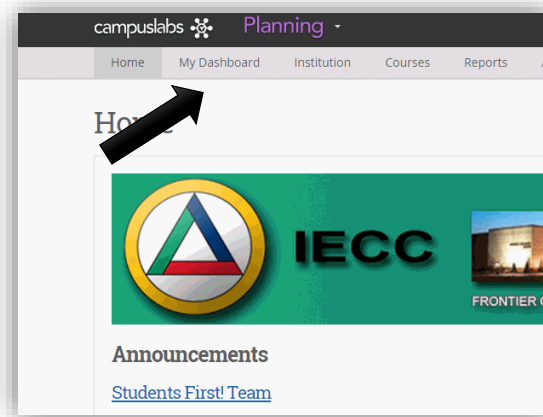 campuslabs Planning
Home My Dashboard Institution Courses Reports
Home
IECC
FRONTIER
Announcements
Students First! Team